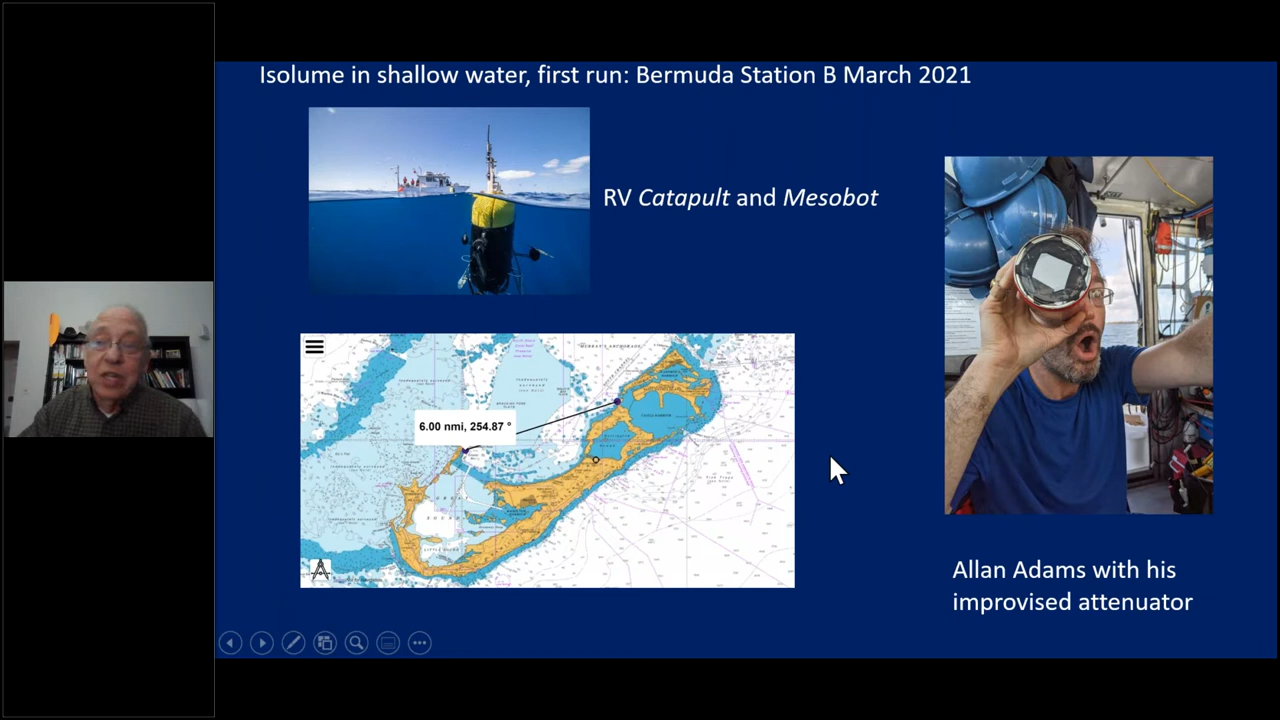 Isolume in shallow water, first run: Bermuda Station B March 2021
RV Catapult and Mesobot
6.00 nmi, 254.87 °
Allan Adams with his
improvised attenuator